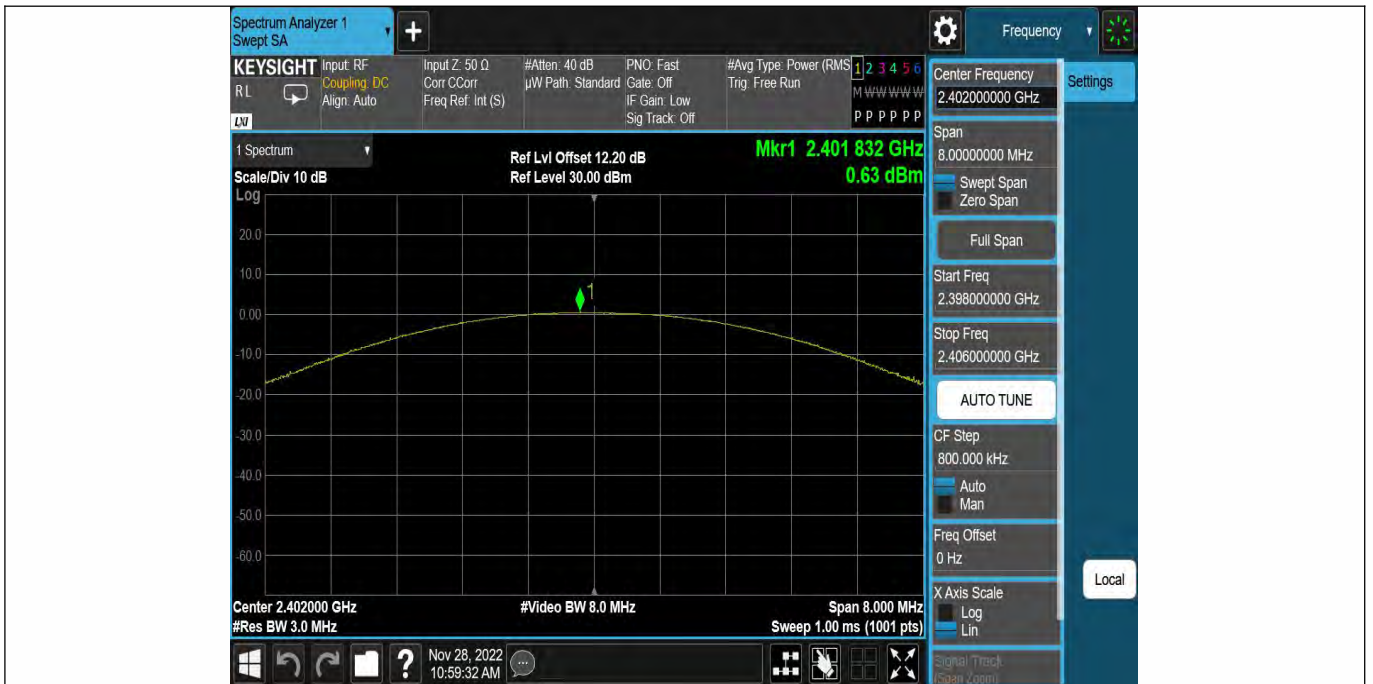 Spectrum Analyzer 1
Swept SA
+
Frequency
KEYSIGHT
R L
LXI
Input: RF
Coupling: DC
Align: Auto
Input Z: 50 Ω
Corr CCorr
Freq Ref: Int (S)
#Atten: 40 dB
µW Path: Standard
PNO: Fast
Gate: Off
IF Gain: Low
Sig Track: Off
#Avg Type: Power (RMS
Trig: Free Run
1 2 3 4 5 6
M W W W W W
P P P P P P
1 Spectrum
Scale/Div 10 dB
Ref Lvl Offset 12.20 dB
Ref Level 30.00 dBm
Mkr1 2.401 832 GHz
0.63 dBm
Log
20.0
10.0
0.00
-10.0
-20.0
-30.0
-40.0
-50.0
-60.0
1
Center 2.402000 GHz
#Res BW 3.0 MHz
#Video BW 8.0 MHz
Span 8.000 MHz
Sweep 1.00 ms (1001 pts)
Nov 28, 2022
10:59:32 AM
?
Center Frequency
2.402000000 GHz
Settings
Span
8.00000000 MHz
Swept Span
Zero Span
Full Span
Start Freq
2.398000000 GHz
Stop Freq
2.406000000 GHz
AUTO TUNE
CF Step
800.000 kHz
Auto
Man
Freq Offset
0 Hz
X Axis Scale
Log
Lin
Signal Track
(Span Zoom)
Local